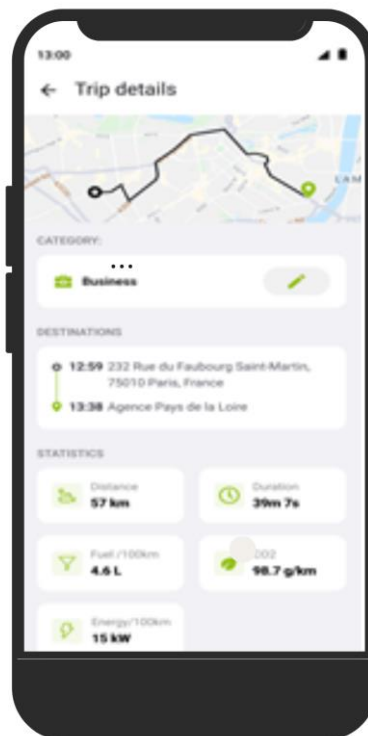 13:00
Trip details
CATEGORY:
Business
DESTINATIONS
12:59 232 Rue du Faubourg Saint-Martin,
75010 Paris, France
13:38 Agence Pays de la Loire
STATISTICS
Distance
57 km
Duration
39m 7s
Fuel /100km
4.6 L
CO2
98.7 g/km
Energy/100km
15 kW